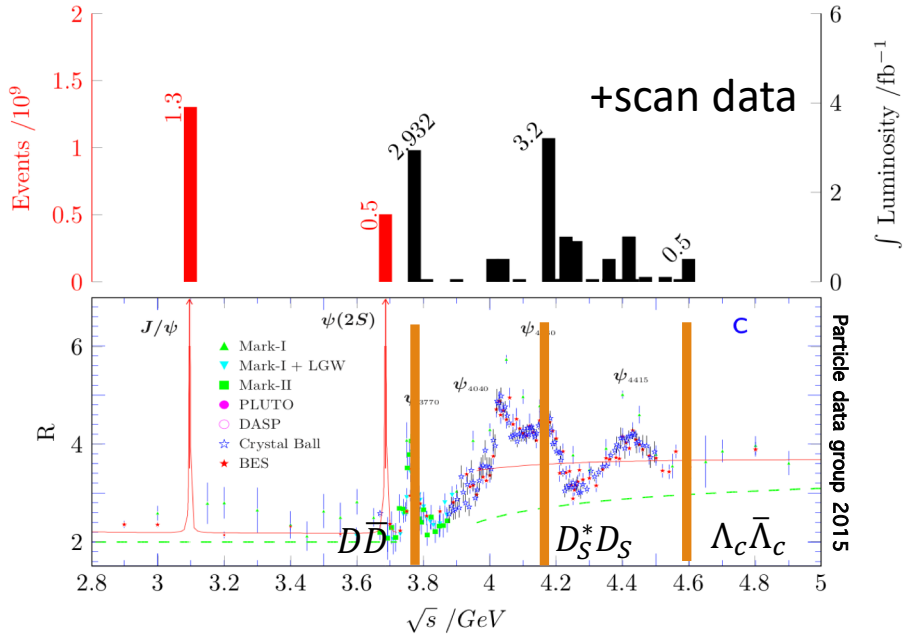 2
1.5
1
0.5
0
Events /10⁹
1.3
0.5
2.932
3.2
0.5
+scan data
6
4
2
0
∫ Luminosity /fb⁻¹
J/ψ
ψ(2S)
ψ₄₀₄₀
ψ₄₄₁₅
C
Mark-I
Mark-I + LGW
Mark-II
PLUTO
DASP
Crystal Ball
BES
6
4
2
R
DD̅
D*SDS
ΛcΛ̅c
Particle data group 2015
2.8 3 3.2 3.4 3.6 3.8 4 4.2 4.4 4.6 4.8 5
√s /GeV